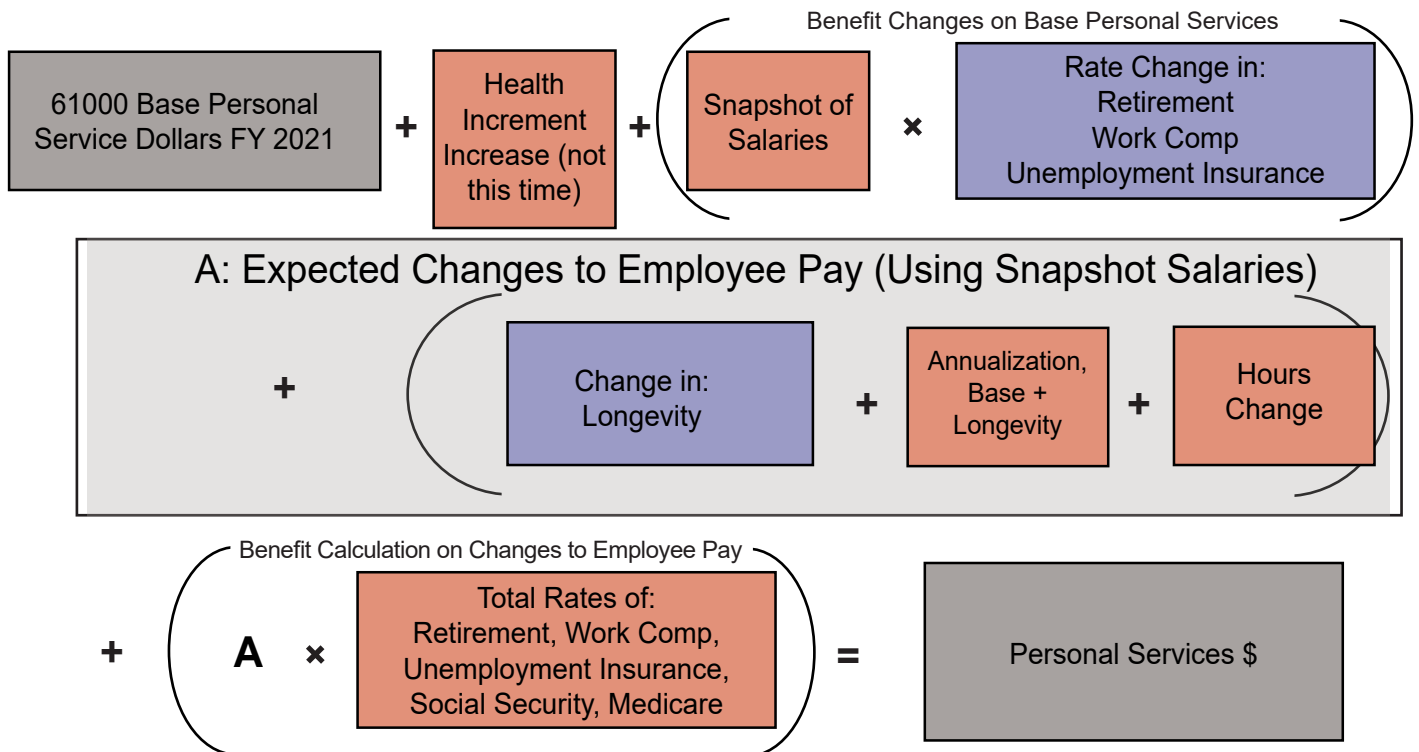 Benefit Changes on Base Personal Services
61000 Base Personal
Service Dollars FY 2021
+
Health
Increment
Increase (not
this time)
+
Snapshot of
Salaries
×
Rate Change in:
Retirement
Work Comp
Unemployment Insurance
A: Expected Changes to Employee Pay (Using Snapshot Salaries)
+
Change in:
Longevity
+
Annualization,
Base +
Longevity
+
Hours
Change
Benefit Calculation on Changes to Employee Pay
+
A
×
Total Rates of:
Retirement, Work Comp,
Unemployment Insurance,
Social Security, Medicare
=
Personal Services $